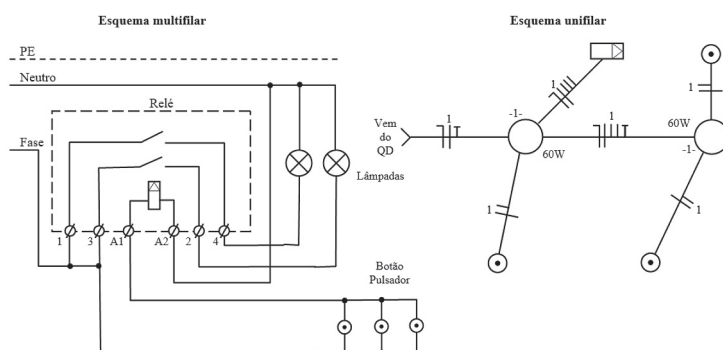 Esquema multifilar
PE
Neutro
Relé
Fase
Lâmpadas
1
3
A1
A2
2
4
Botão
Pulsador
Esquema unifilar
1
1
-1-
1
1
60W
Vem
do
QD
60W
-1-
1
1